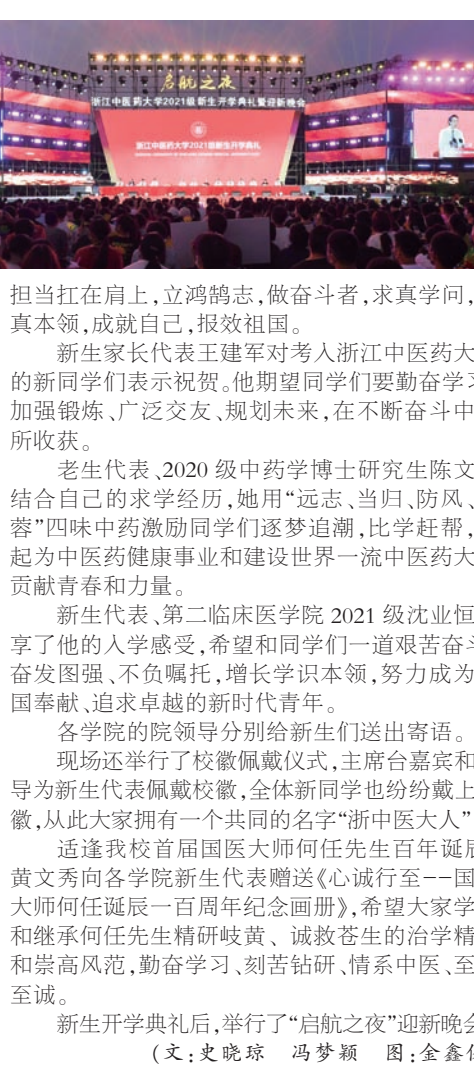 启航之夜
浙江中医药大学2021级新生开学典礼暨迎新晚会
浙江中医药大学2021级新生开学典礼
担当扛在肩上,立鸿鹄志,做奋斗者,求真学问,
真本领,成就自己,报效祖国。
新生家长代表王建军对考入浙江中医药大
的新同学们表示祝贺。他期望同学们要勤奋学习
加强锻炼、广泛交友、规划未来,在不断奋斗中
所收获。
老生代表、2020 级中药学博士研究生陈文
结合自己的求学经历,她用“远志、当归、防风、
蓉”四味中药激励同学们逐梦追潮,比学赶帮,
起为中医药健康事业和建设世界一流中医药大
贡献青春和力量。
新生代表、第二临床医学院 2021 级沈业恒
享了他的入学感受,希望和同学们一道艰苦奋斗
奋发图强、不负嘱托,增长学识本领,努力成为
国奉献、追求卓越的新时代青年。
各学院的院领导分别给新生们送出寄语。
现场还举行了校徽佩戴仪式,主席台嘉宾和
导为新生代表佩戴校徽,全体新同学也纷纷戴上
徽,从此大家拥有一个共同的名字“浙中医大人”
适逢我校首届国医大师何任先生百年诞辰
黄文秀向各学院新生代表赠送《心诚行至--国
大师何任诞辰一百周年纪念画册》,希望大家学
和继承何任先生精研岐黄、诚救苍生的治学精
和崇高风范,勤奋学习、刻苦钻研、情系中医、至
至诚。
新生开学典礼后,举行了“启航之夜”迎新晚会
(文:史晓琼 冯梦颖 图:金鑫